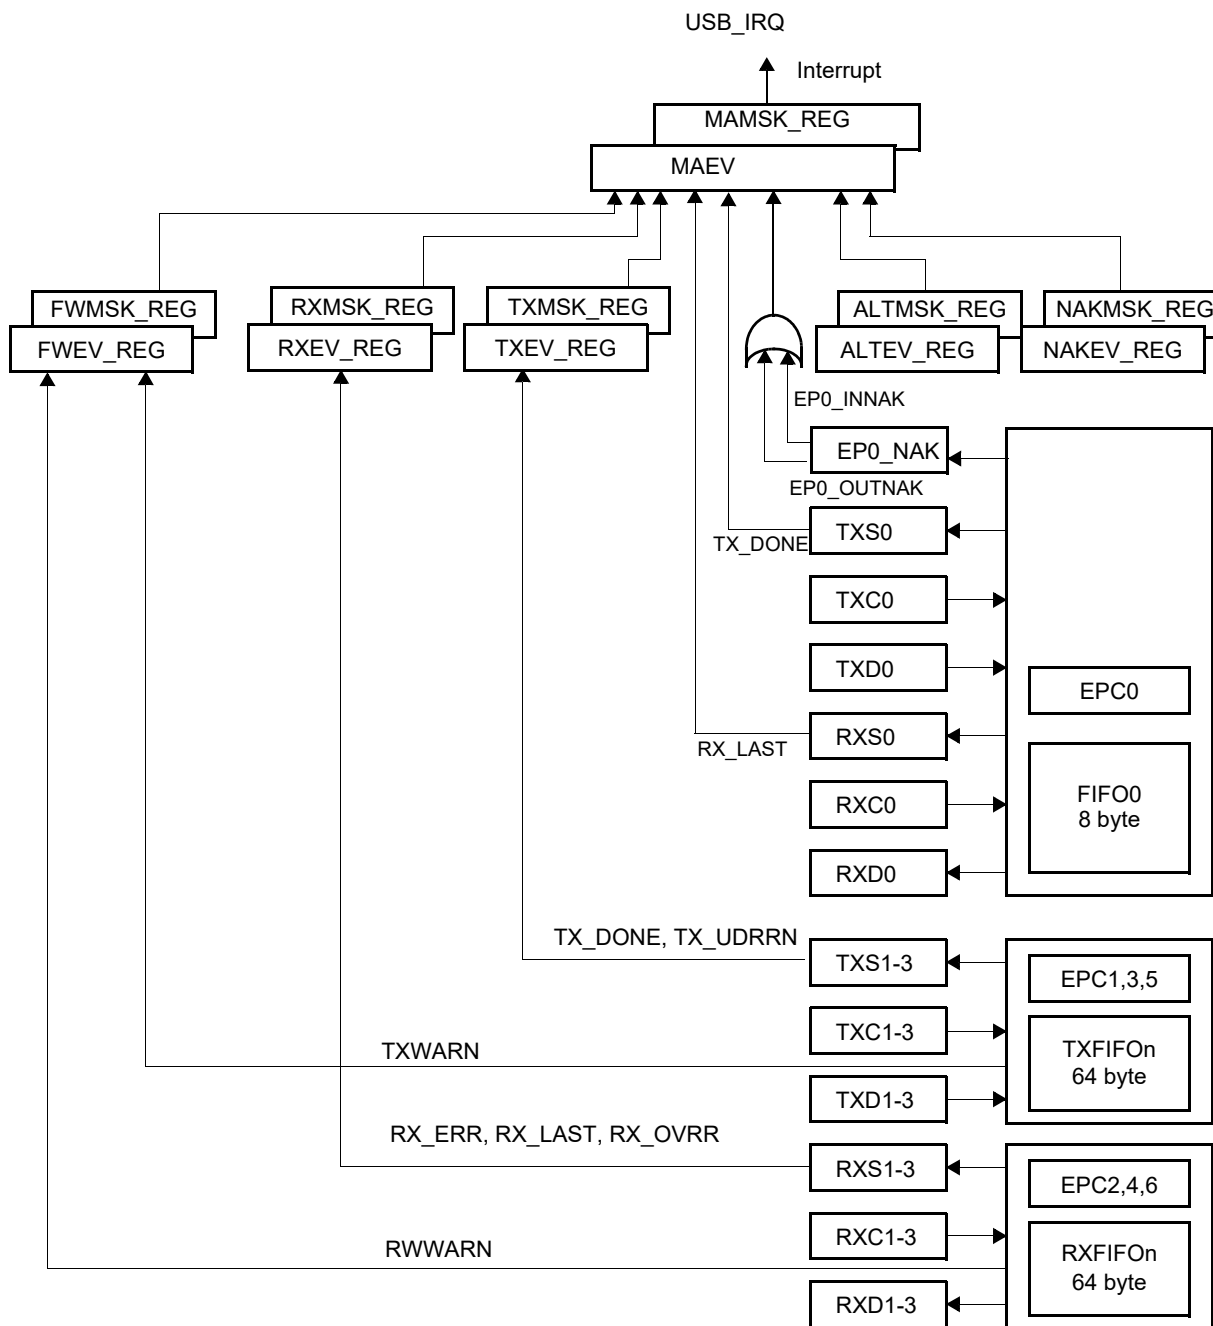 USB_IRQ
Interrupt
MAMSK_REG
MAEV
FWMSK_REG
RXMSK_REG
TXMSK_REG
ALTMSK_REG
NAKMSK_REG
FWEV_REG
RXEV_REG
TXEV_REG
ALTEV_REG
NAKEV_REG
EP0_INNAK
EP0_NAK
EP0_OUTNAK
TXS0
TX_DONE
TXC0
TXD0
EPC0
RXS0
RX_LAST
RXC0
FIFO0
8 byte
RXD0
TX_DONE, TX_UDRRN
TXS1-3
EPC1,3,5
TXC1-3
TXWARN
TXFIFOn
64 byte
TXD1-3
RX_ERR, RX_LAST, RX_OVRR
RXS1-3
EPC2,4,6
RXC1-3
RWWARN
RXFIFOn
64 byte
RXD1-3